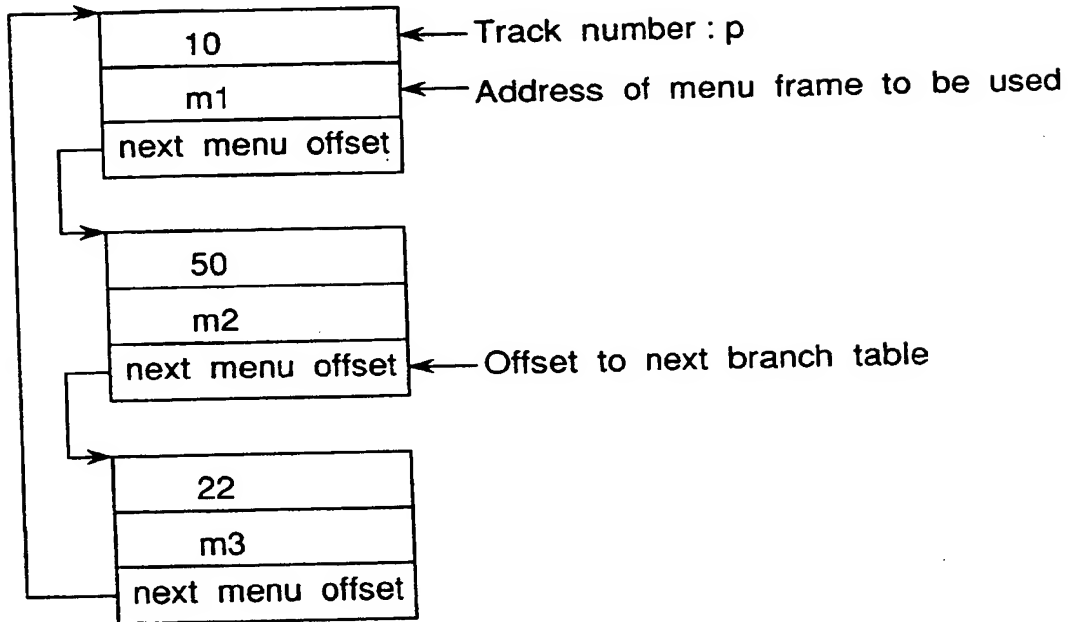 10
Track number : p
m1
Address of menu frame to be used
next menu offset
50
m2
next menu offset
Offset to next branch table
22
m3
next menu offset